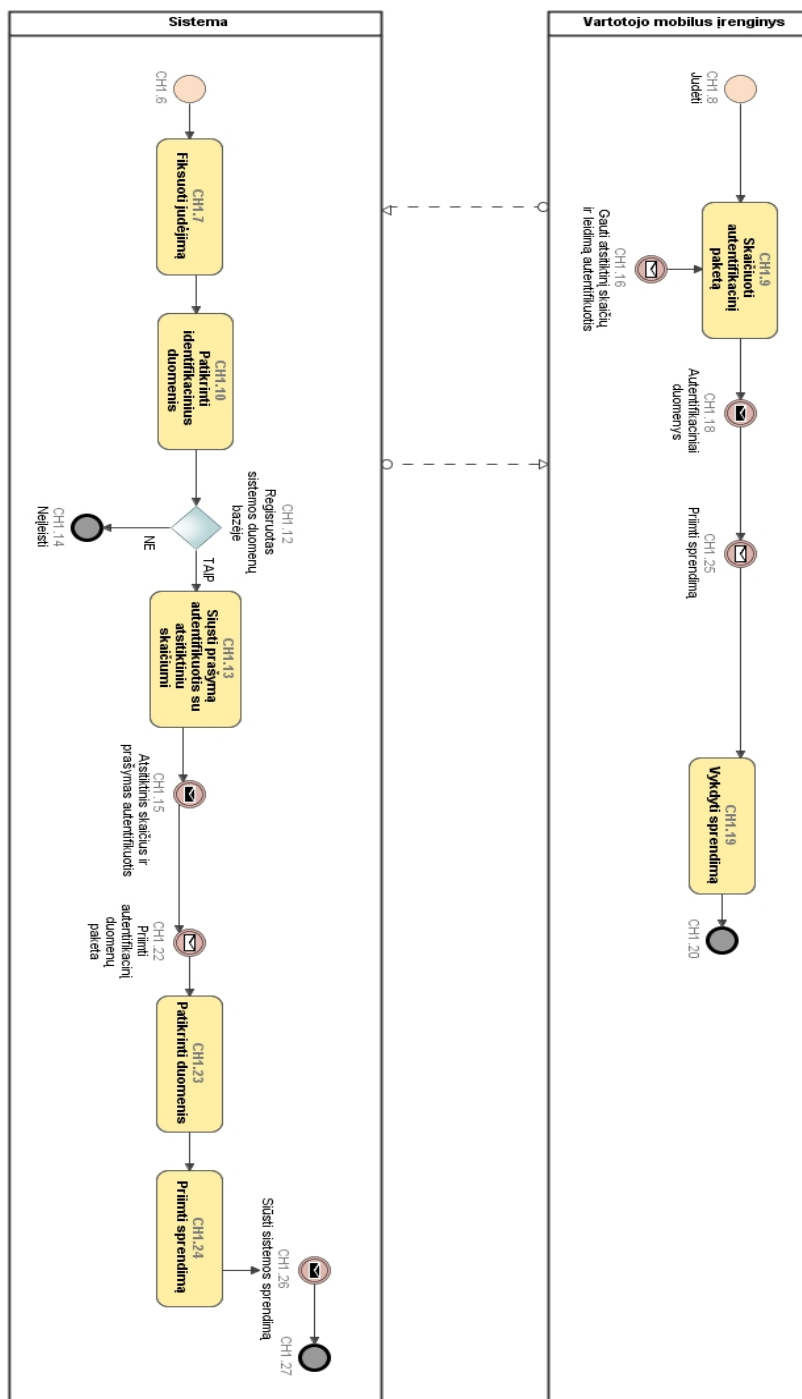 Sistema
CH1.6
CH1.7
Fiksuoti judėjimą
CH1.10
Patikrinti
identifikacinius
duomenis
CH1.12
Regisruotas
sistemos duomenų
bazėje
NE
CH1.14
Neįleisti
TAIP
CH1.13
Siųsti prašymą
autentifikuotis su
atsitiktiniu
skaičiumi
CH1.15
Atsitiktinis skaičius ir
prašymas autentifikuotis
CH1.22
Priimti
autentifikacinį
duomenų
paketa
CH1.23
Patikrinti duomenis
CH1.24
Priimti sprendimą
CH1.26
Siūsti sistemos sprendimą
CH1.27
Vartotojo mobilus įrenginys
CH1.8
Judėti
CH1.9
Skaičiuoti
autentifikacinį
paketą
CH1.16
Gauti atsitiktinį skaičių
ir leidimą autentifikuotis
CH1.18
Autentifikaciniai
duomenys
CH1.25
Priimti sprendimą
CH1.19
Vykdyti sprendimą
CH1.20